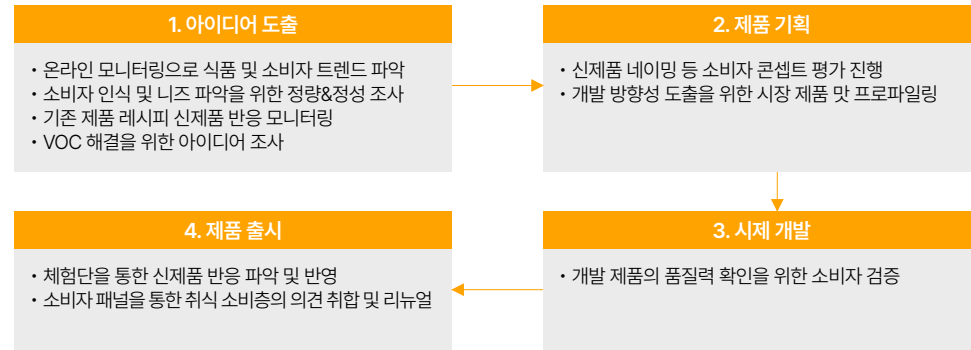 1. 아이디어 도출
• 온라인 모니터링으로 식품 및 소비자 트렌드 파악
• 소비자 인식 및 니즈 파악을 위한 정량&정성 조사
• 기존 제품 레시피 신제품 반응 모니터링
• VOC 해결을 위한 아이디어 조사
2. 제품 기획
• 신제품 네이밍 등 소비자 콘셉트 평가 진행
• 개발 방향성 도출을 위한 시장 제품 맛 프로파일링
3. 시제 개발
• 개발 제품의 품질력 확인을 위한 소비자 검증
4. 제품 출시
• 체험단을 통한 신제품 반응 파악 및 반영
• 소비자 패널을 통한 취식 소비층의 의견 취합 및 리뉴얼